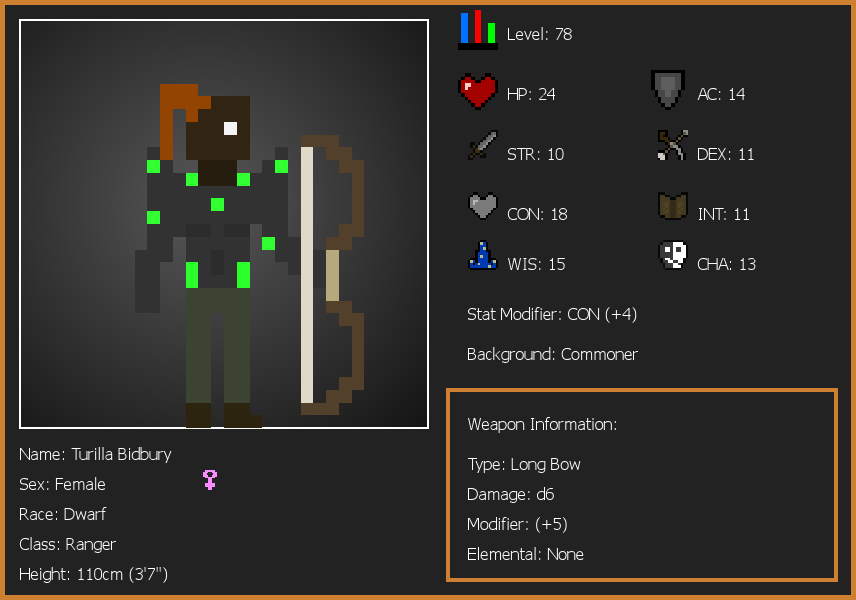 Level: 78
HP: 24
AC: 14
STR: 10
DEX: 11
CON: 18
INT: 11
WIS: 15
CHA: 13
Stat Modifier: CON (+4)
Background: Commoner
Weapon Information:
Type: Long Bow
Damage: d6
Modifier: (+5)
Elemental: None
Name: Turilla Bidbury
Sex: Female
Race: Dwarf
Class: Ranger
Height: 110cm (3'7")